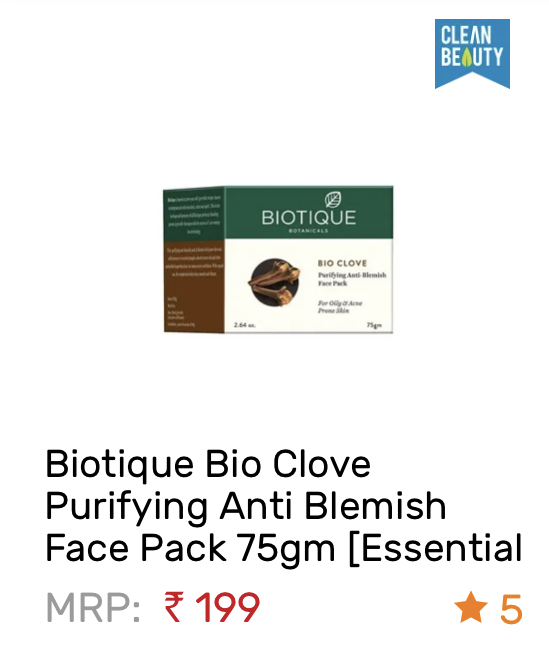 CLEAN
BEAUTY
BIOTIQUE
BOTANICALS
BIO CLOVE
Purifying Anti-Blemish
Face Pack
For Oily & Acne
Prone Skin
2.64 oz.
75gm
Biotique Bio Clove
Purifying Anti Blemish
Face Pack 75gm [Essential
MRP: ₹ 199
5